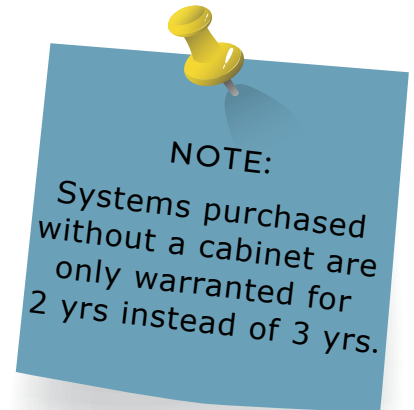 NOTE:
Systems purchased
without a cabinet are
only warranted for
2 yrs instead of 3 yrs.